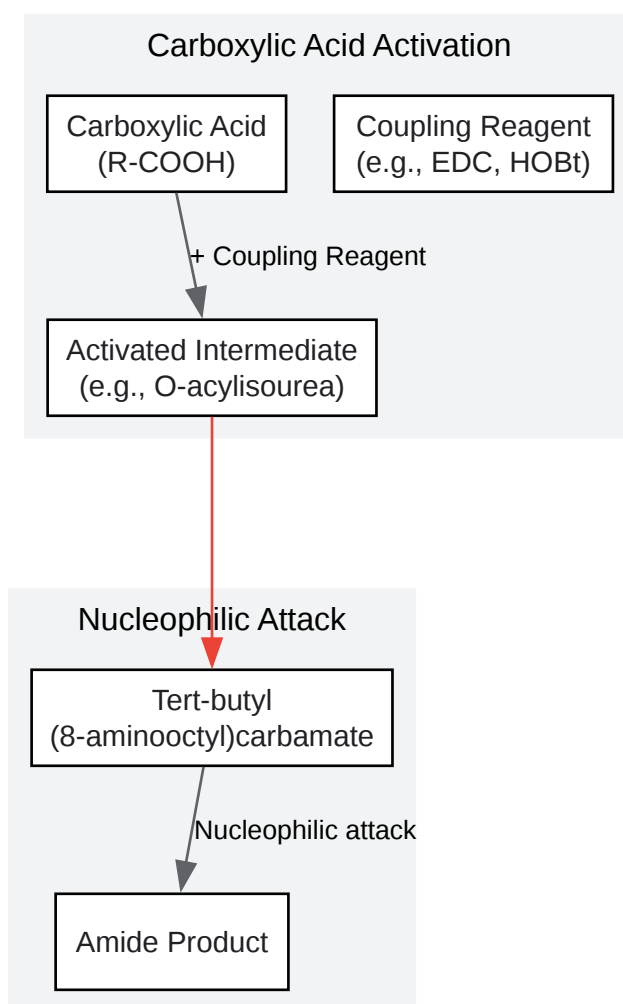 Carboxylic Acid Activation
Carboxylic Acid
(R-COOH)
Coupling Reagent
(e.g., EDC, HOBt)
+ Coupling Reagent
Activated Intermediate
(e.g., O-acylisourea)
Nucleophilic Attack
Tert-butyl
(8-aminooctyl)carbamate
Nucleophilic attack
Amide Product